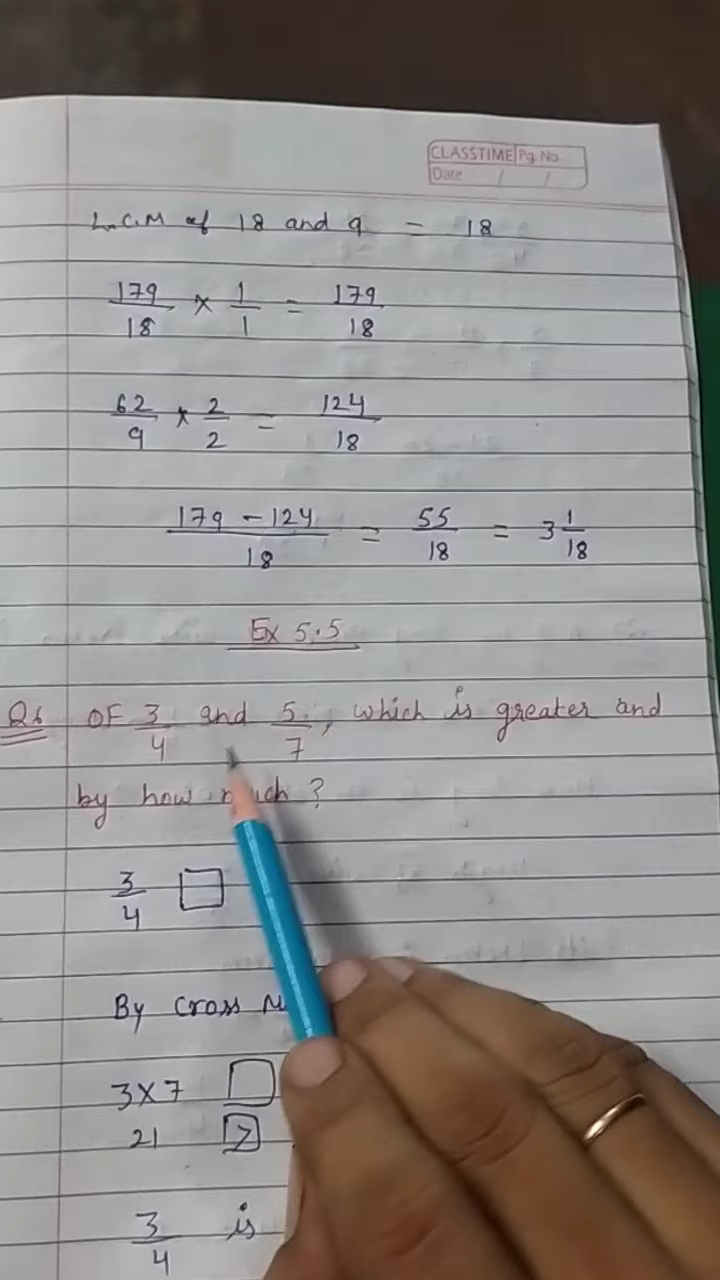 CLASSTIME Pg. No.
Date / /
L.C.M of 18 and 9 = 18
179/18 × 1/1 = 179/18
62/9 × 2/2 = 124/18
179 - 124/18 = 55/18 = 3 1/18
Ex 5.5
Q6 OF 3/4 and 5/7, which is greater and
by how much ?
3/4 □
By Cross
3×7 □
21 >
3/4 is